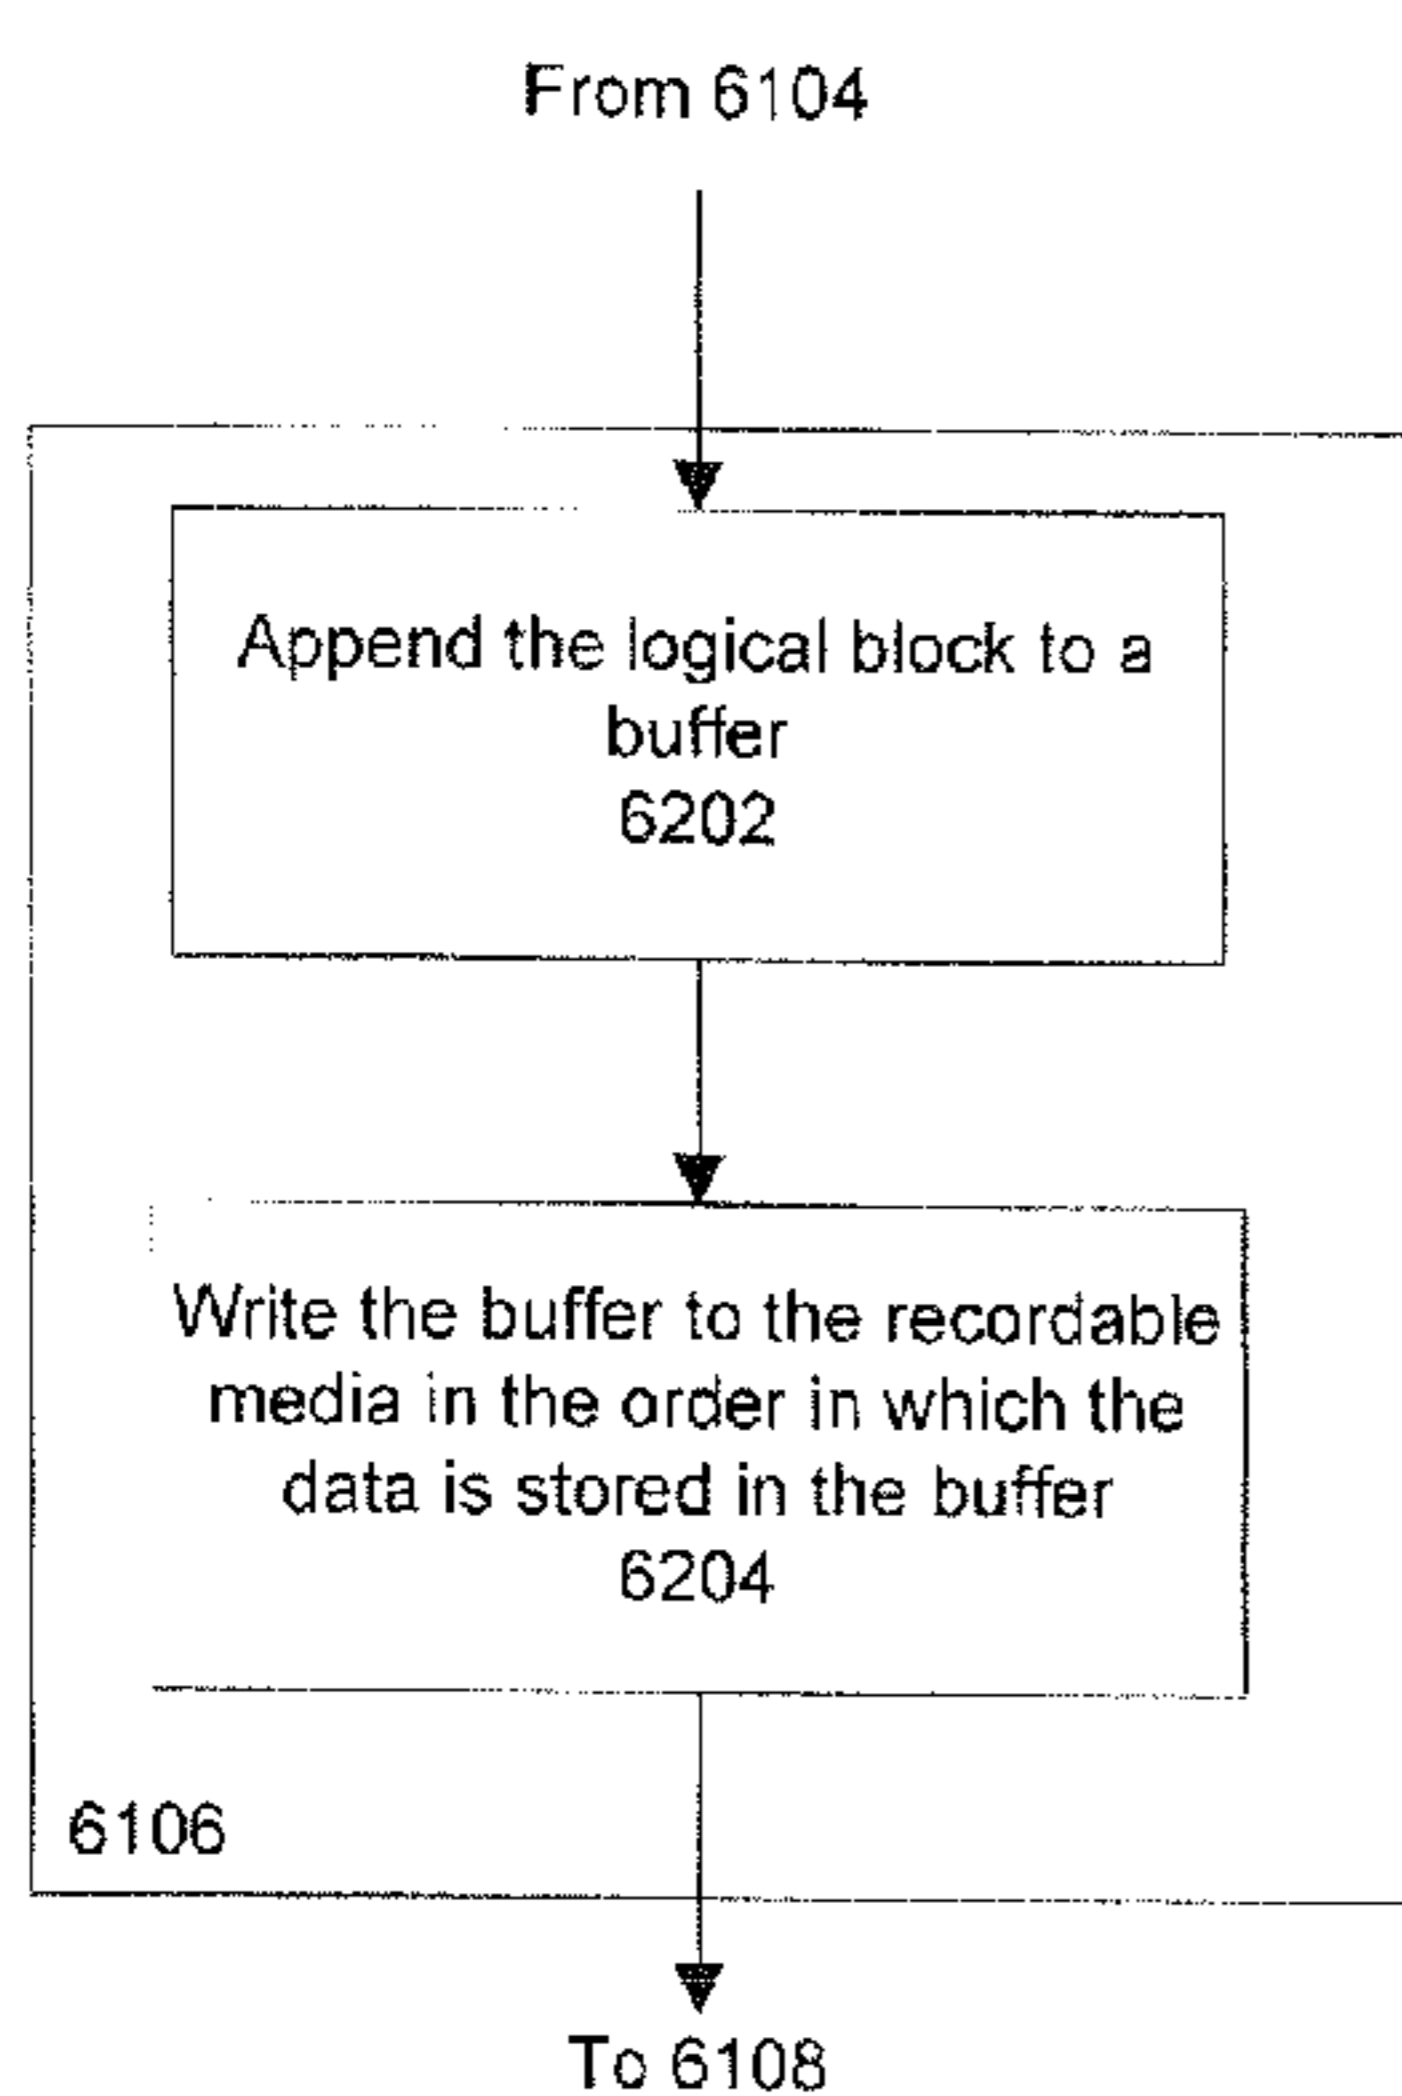 From 6104
Append the logical block to a
buffer
6202
Write the buffer to the recordable
media in the order in which the
data is stored in the buffer
6204
6106
To 6108